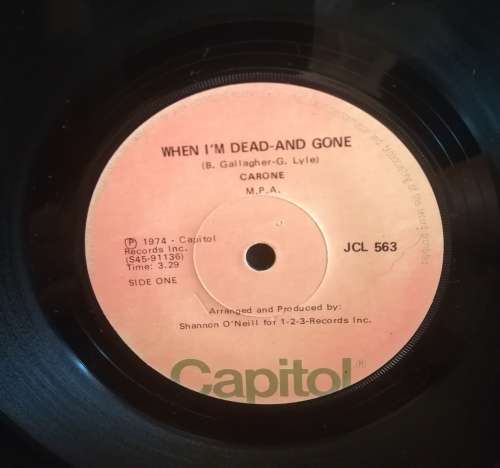 WHEN I'M DEAD-AND GONE
(B. Gallagher-G. Lyle)
CARONE
M.P.A.
Ⓟ 1974 - Capitol
Records Inc.
(S45-91136)
Time: 3.29
SIDE ONE
JCL 563
Arranged and Produced by:
Shannon O'Neill for 1-2-3-Records Inc.
Capitol®